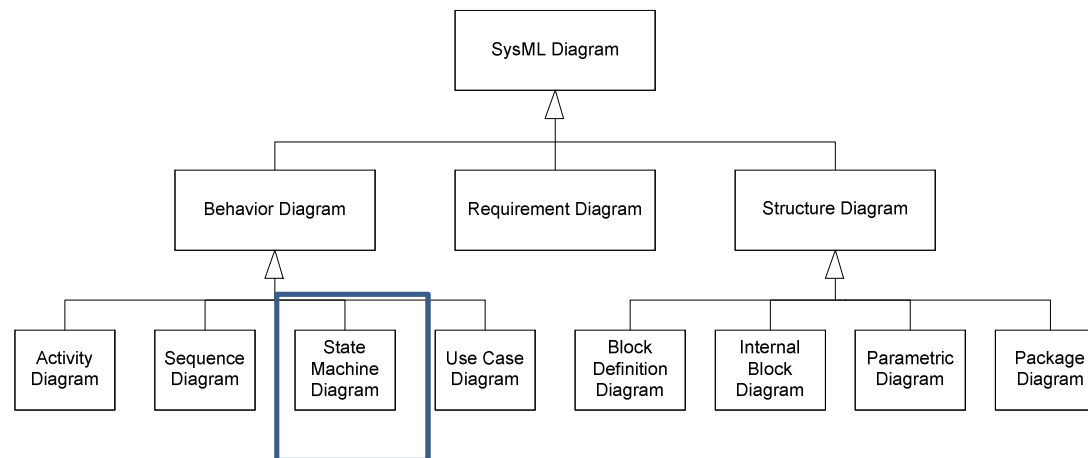 SysML Diagram
Behavior Diagram
Requirement Diagram
Structure Diagram
Activity
Diagram
Sequence
Diagram
State
Machine
Diagram
Use Case
Diagram
Block
Definition
Diagram
Internal
Block
Diagram
Parametric
Diagram
Package
Diagram